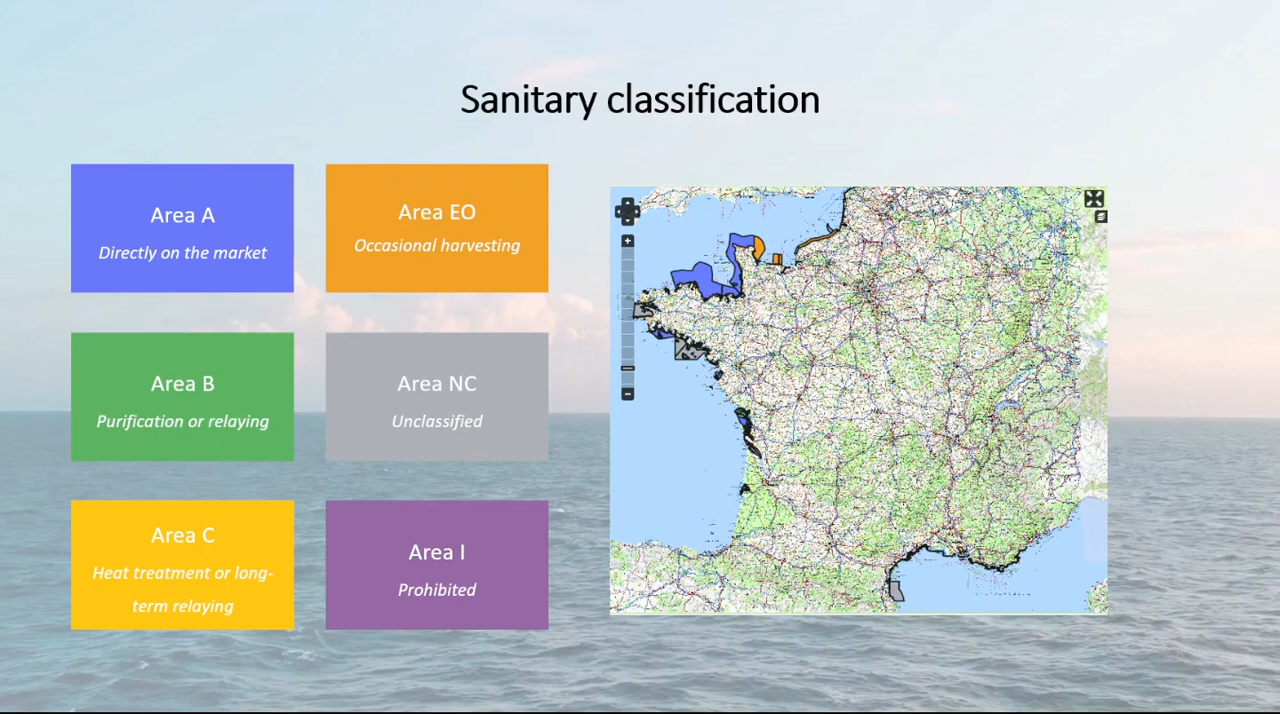 Sanitary classification
Area A
Directly on the market
Area EO
Occasional harvesting
Area B
Purification or relaying
Area NC
Unclassified
Area C
Heat treatment or long-
term relaying
Area I
Prohibited